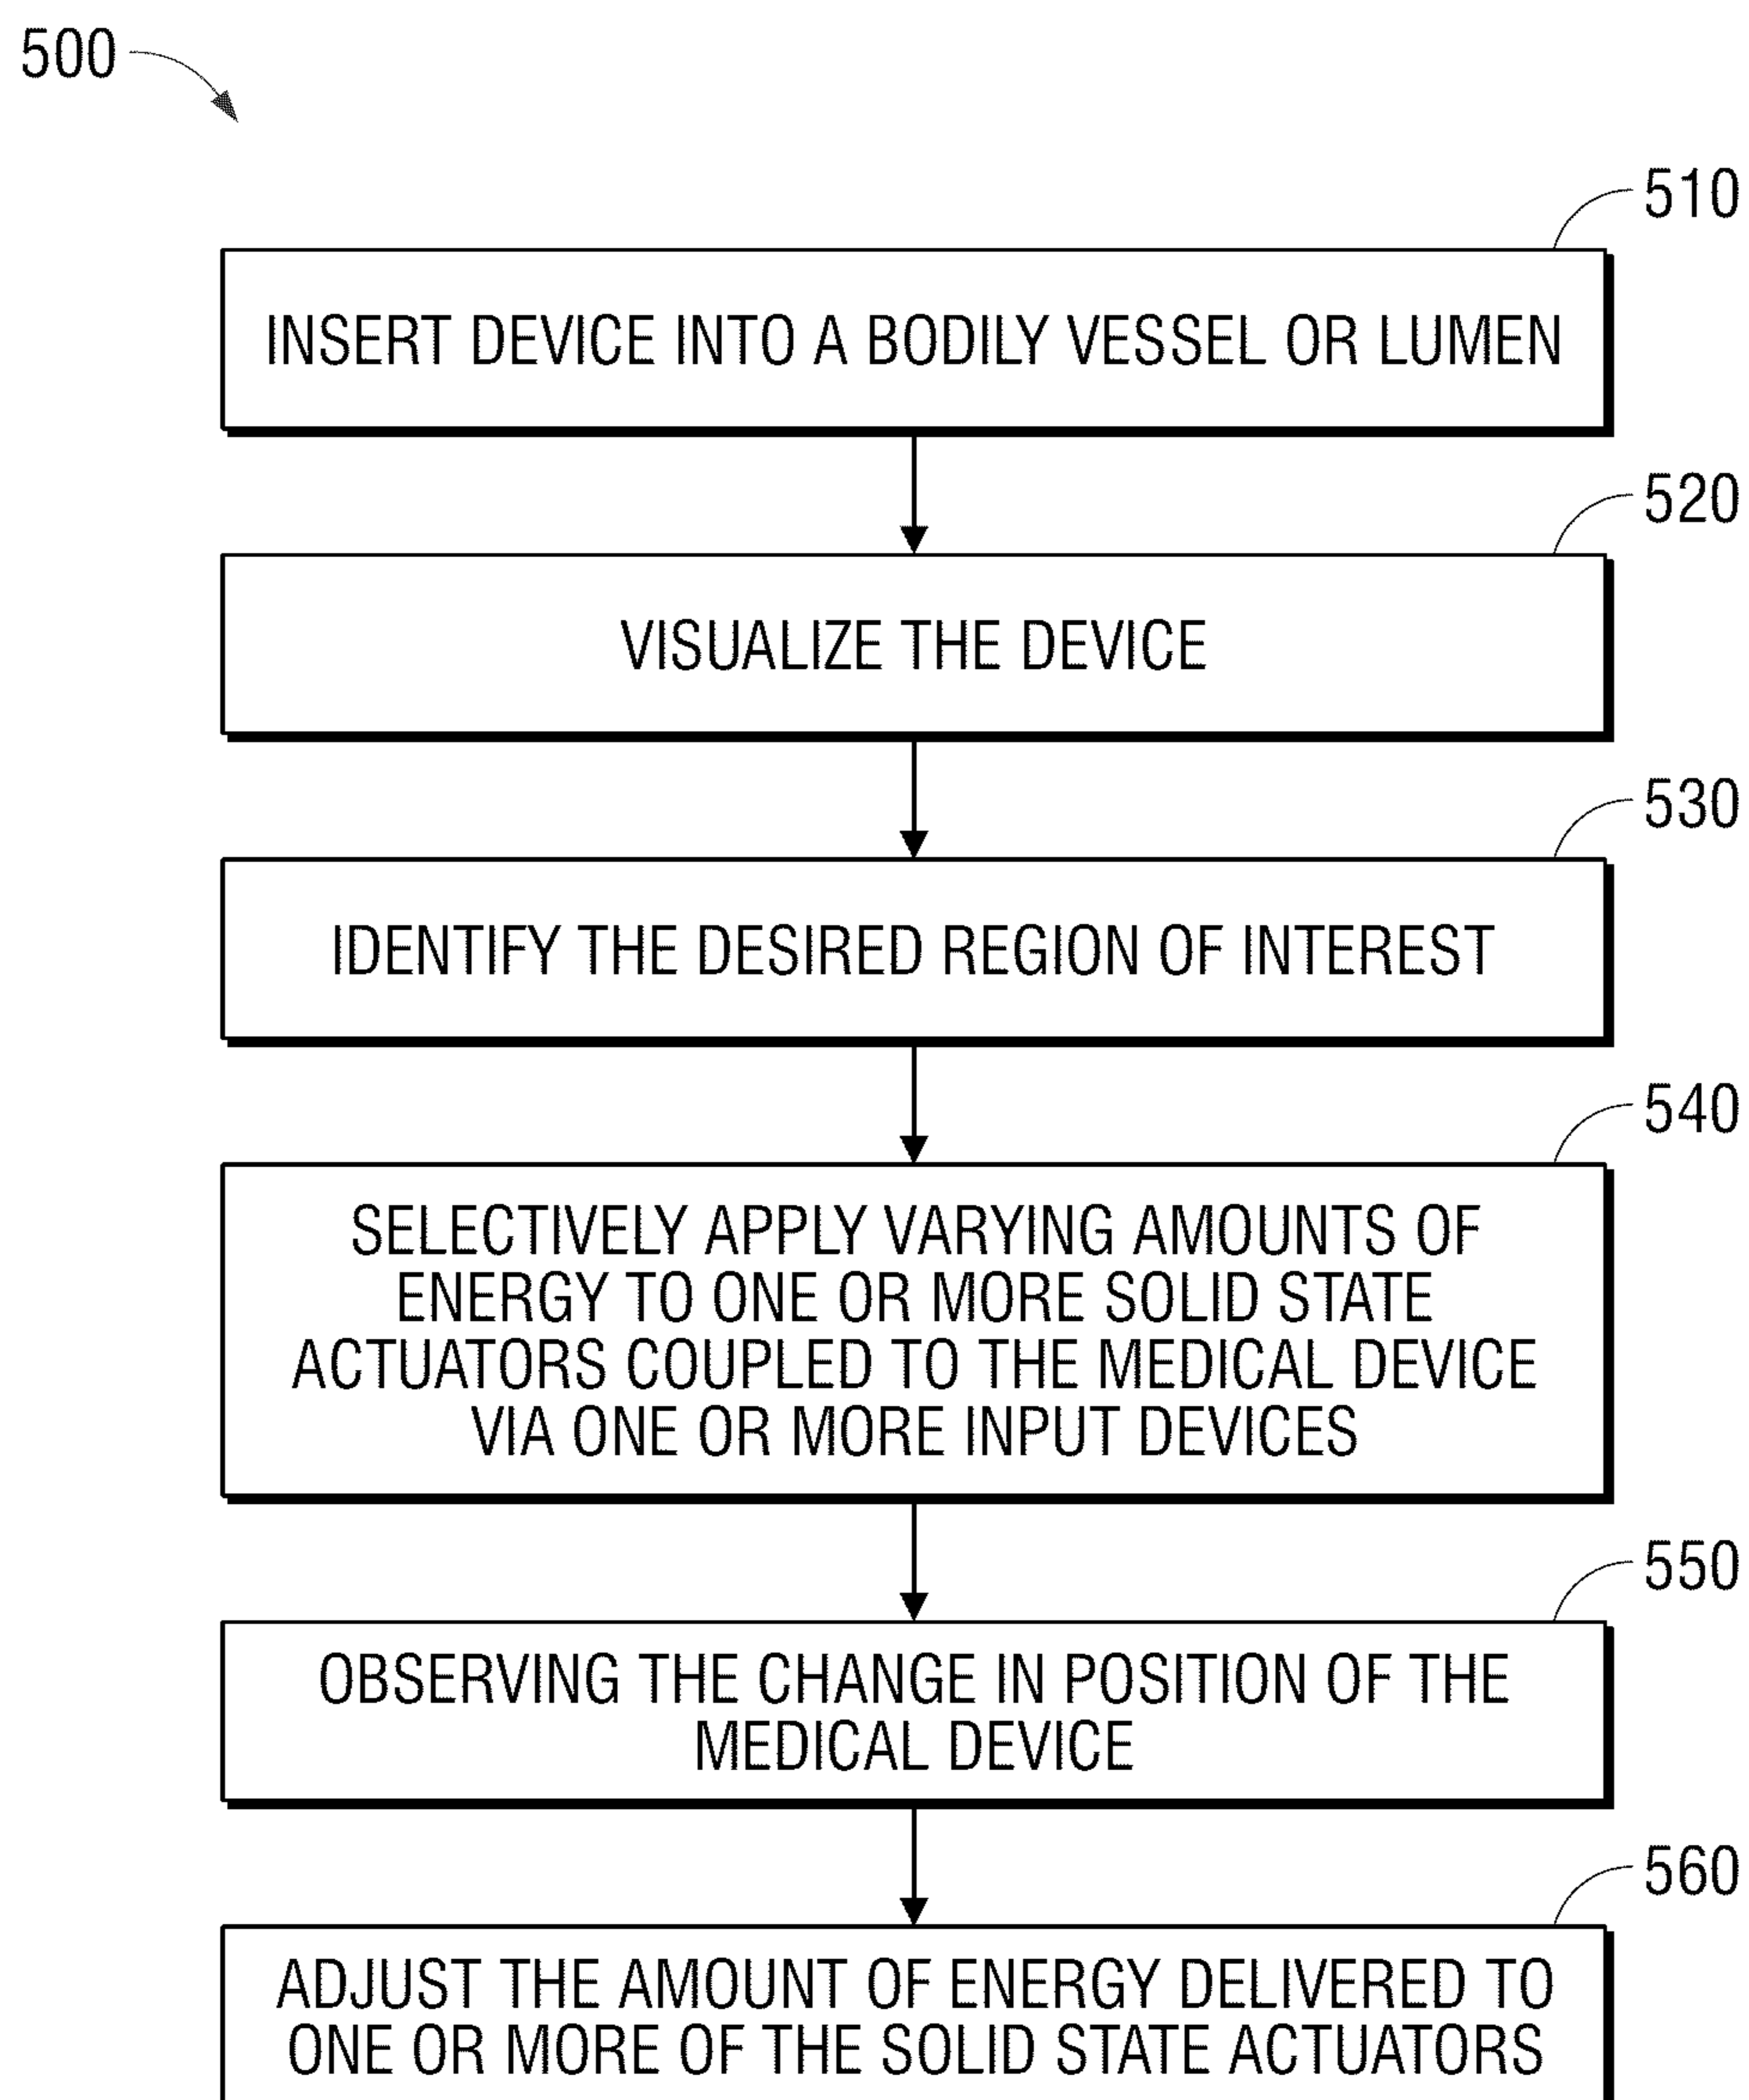 500
510
INSERT DEVICE INTO A BODILY VESSEL OR LUMEN
520
VISUALIZE THE DEVICE
530
IDENTIFY THE DESIRED REGION OF INTEREST
540
SELECTIVELY APPLY VARYING AMOUNTS OF
ENERGY TO ONE OR MORE SOLID STATE
ACTUATORS COUPLED TO THE MEDICAL DEVICE
VIA ONE OR MORE INPUT DEVICES
550
OBSERVING THE CHANGE IN POSITION OF THE
MEDICAL DEVICE
560
ADJUST THE AMOUNT OF ENERGY DELIVERED TO
ONE OR MORE OF THE SOLID STATE ACTUATORS